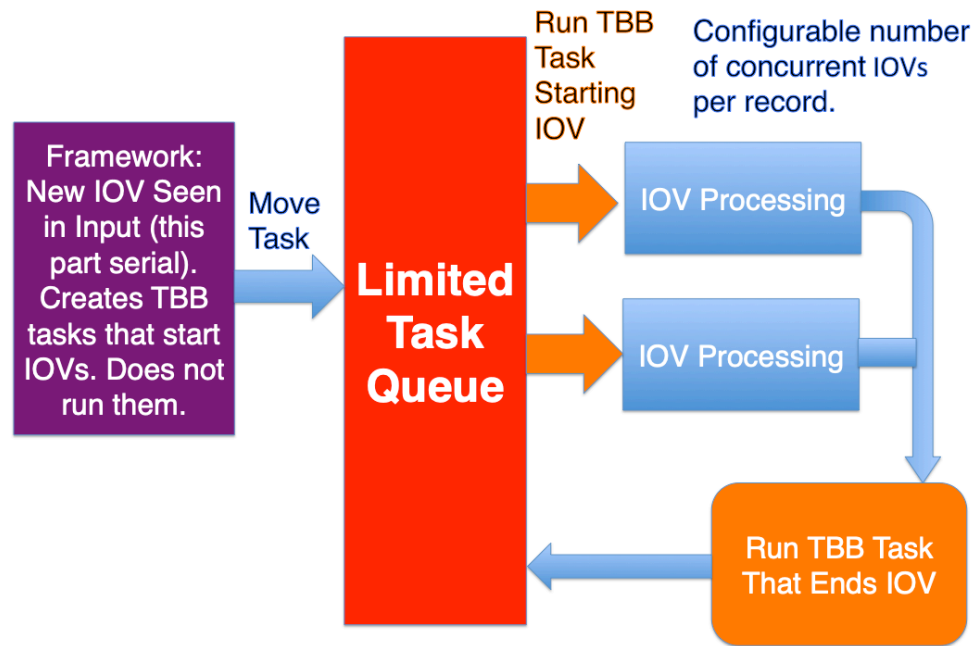 Framework:
New IOV Seen
in Input (this
part serial).
Creates TBB
tasks that start
IOVs. Does not
run them.
Move
Task
Limited
Task
Queue
Run TBB
Task
Starting
IOV
Configurable number
of concurrent IOVs
per record.
IOV Processing
IOV Processing
Run TBB Task
That Ends IOV